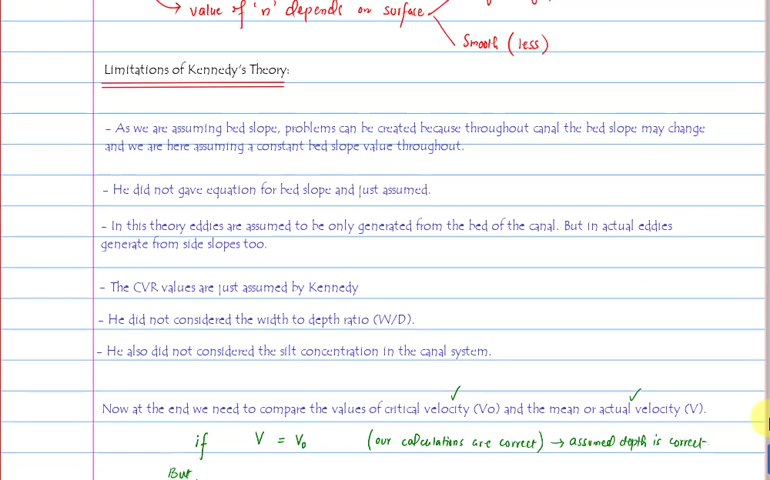 → value of 'n' depends on surface
Smooth (less)
Limitations of Kennedy's Theory:
- As we are assuming bed slope, problems can be created because throughout canal the bed slope may change
and we are here assuming a constant bed slope value throughout.
- He did not gave equation for bed slope and just assumed.
- In this theory eddies are assumed to be only generated from the bed of the canal. But in actual eddies
generate from side slopes too.
- The CVR values are just assumed by Kennedy
- He did not considered the width to depth ratio (W/D).
- He also did not considered the silt concentration in the canal system.
Now at the end we need to compare the values of critical velocity (Vo) and the mean or actual velocity (V).
if V = V₀ (our calculations are correct) → assumed depth is correct.
But